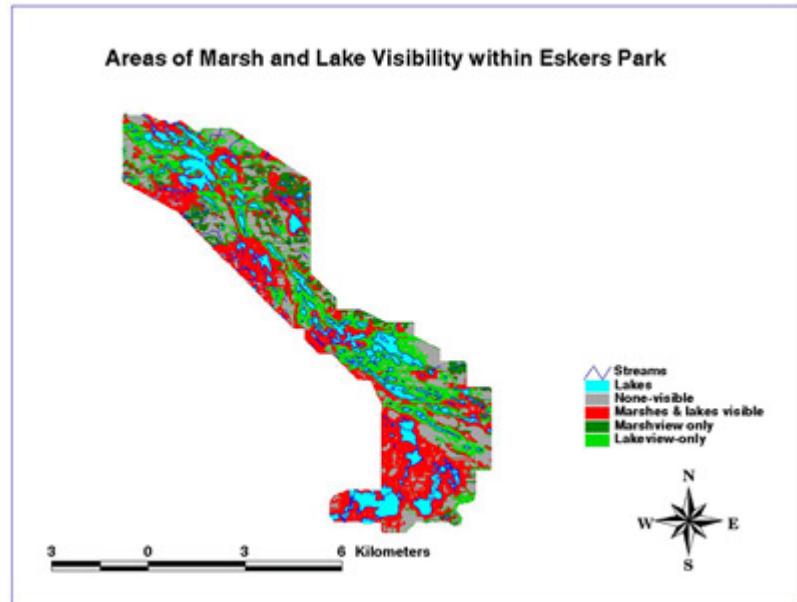 Areas of Marsh and Lake Visibility within Eskers Park
Streams
Lakes
None-visible
Marshes & lakes visible
Marshview only
Lakeview-only
N
W E
S
3 0 3 6 Kilometers